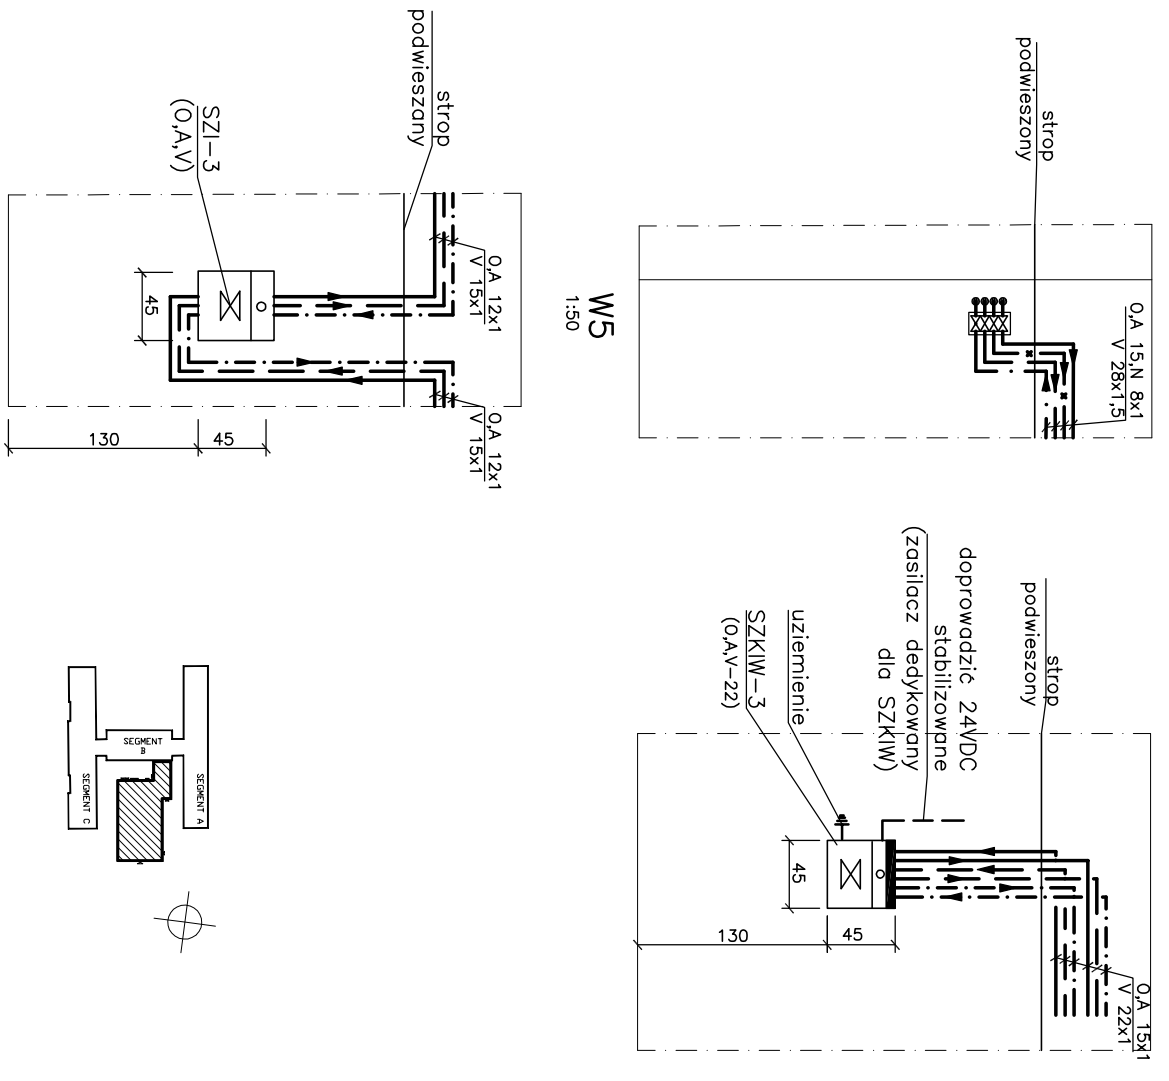 strop
podwieszony
O,A 15,N 8x1
V 28x1,5
strop
podwieszony
doprowadzić 24VDC
stabilizowane
(zasilacz dedykowany
dla SZKIW)
uziemienie
SZKIW-3
(O,A,V-22)
45
130
45
O,A 15x1
V 22x1
W5
1:50
strop
podwieszany
SZI-3
(O,A,V)
O,A 12x1
V 15x1
45
O,A 12x1
V 15x1
130
45
SEGMENT
B
SEGMENT A
SEGMENT C